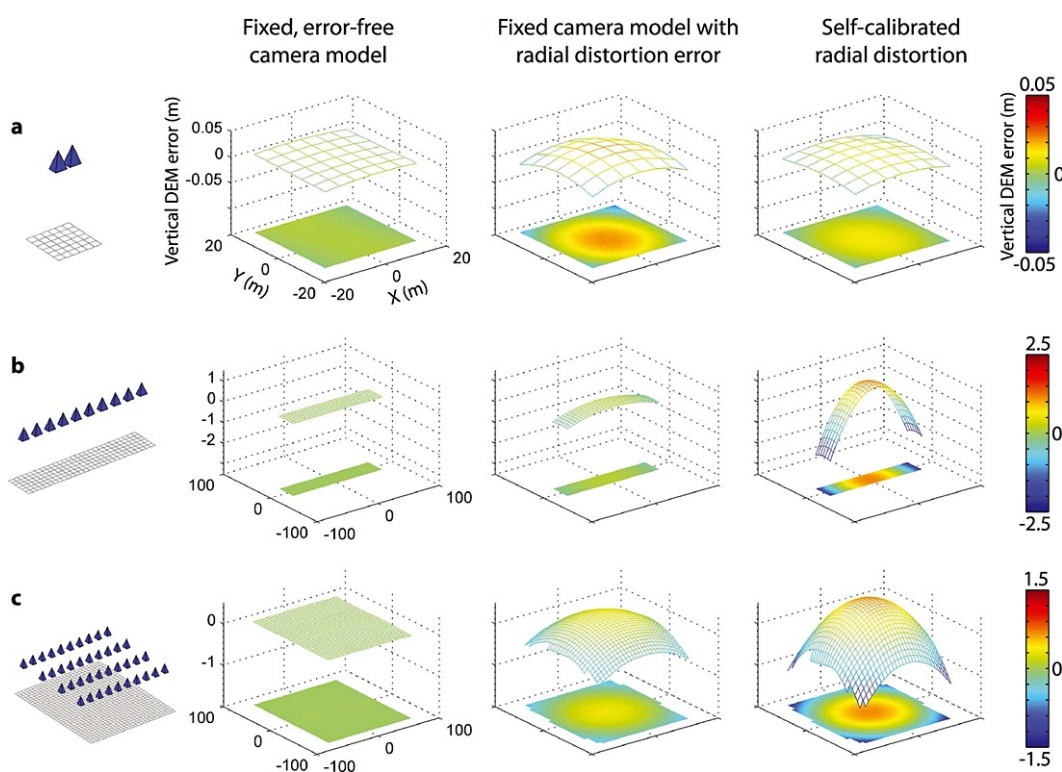 Fixed, error-free
camera model
Fixed camera model with
radial distortion error
Self-calibrated
radial distortion
a
Vertical DEM error (m)
0.05
0
-0.05
20
0
-20
Y (m)
-20
0
20
X (m)
0.05
0
-0.05
Vertical DEM error (m)
b
1
0
-1
-2
100
0
-100
-100
0
100
2.5
0
-2.5
c
0
-1
100
0
-100
-100
0
100
1.5
0
-1.5